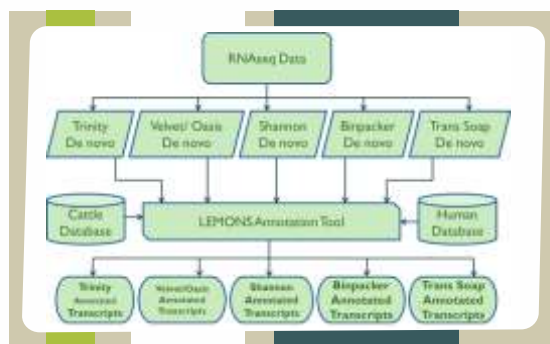 RNAseq Data
Trinity
De novo
Velvet/ Oasis
De novo
Shannon
De novo
Binpacker
De novo
Trans Soap
De novo
Cattle
Database
LEMONS Annotation Tool
Human
Database
Trinity
Annotated
Transcripts
Velvet/Oasis
Annotated
Transcripts
Shannon
Annotated
Transcripts
Binpacker
Annotated
Transcripts
Trans Soap
Annotated
Transcripts